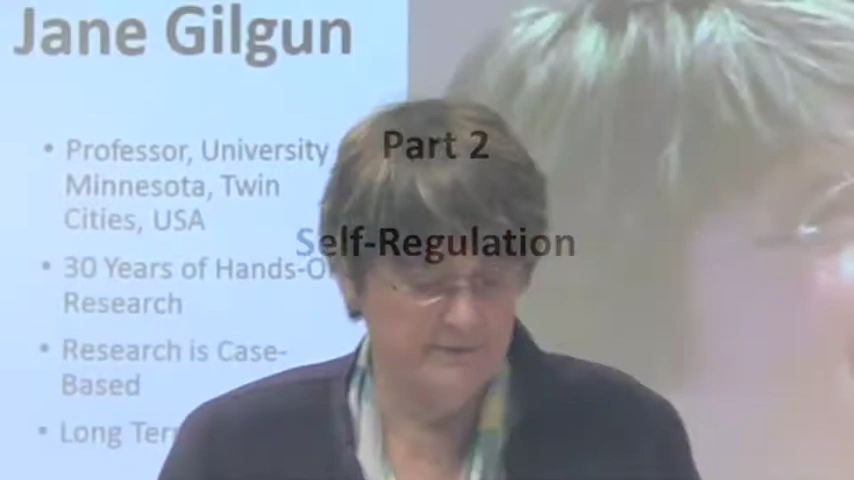 Jane Gilgun
• Professor, University
Minnesota, Twin
Cities, USA
• 30 Years of Hands-
Research
• Research is Case-
Based
• Long
Part 2
Self-Regulation